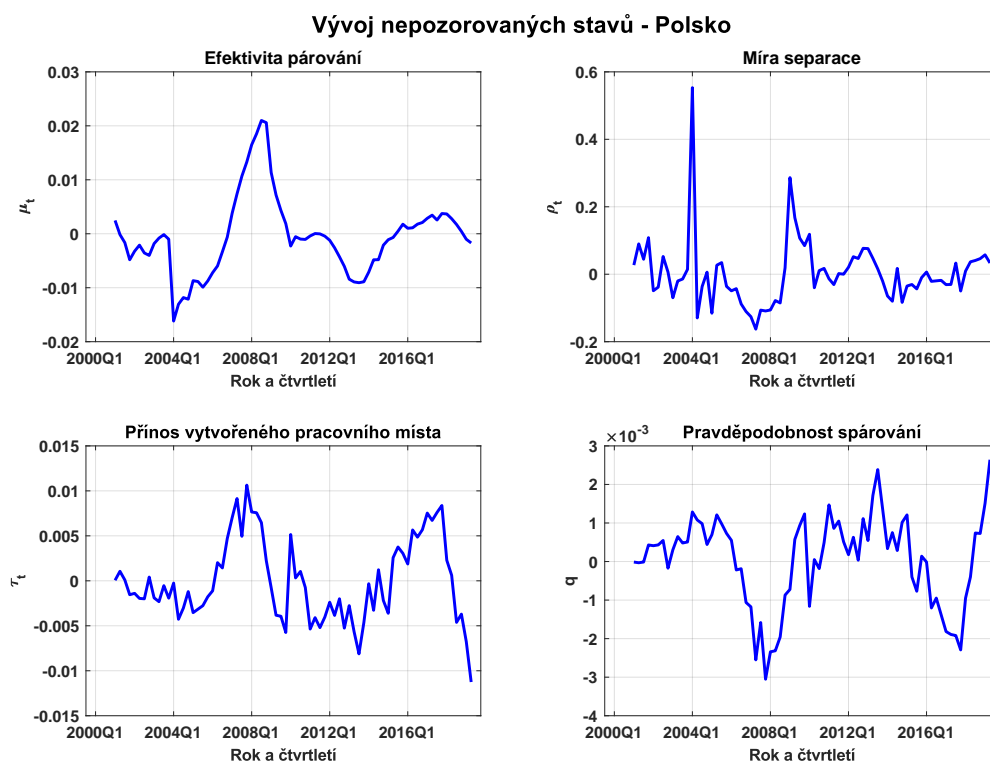 Vývoj nepozorovaných stavů - Polsko
Efektivita párování
0.03
0.02
0.01
0
-0.01
-0.02
μt
2000Q1 2004Q1 2008Q1 2012Q1 2016Q1
Rok a čtvrtletí
Míra separace
0.6
0.4
0.2
0
-0.2
ρt
2000Q1 2004Q1 2008Q1 2012Q1 2016Q1
Rok a čtvrtletí
Přínos vytvořeného pracovního místa
0.015
0.01
0.005
0
-0.005
-0.01
-0.015
τt
2000Q1 2004Q1 2008Q1 2012Q1 2016Q1
Rok a čtvrtletí
×10-3
Pravděpodobnost spárování
3
2
1
0
-1
-2
-3
-4
q
2000Q1 2004Q1 2008Q1 2012Q1 2016Q1
Rok a čtvrtletí